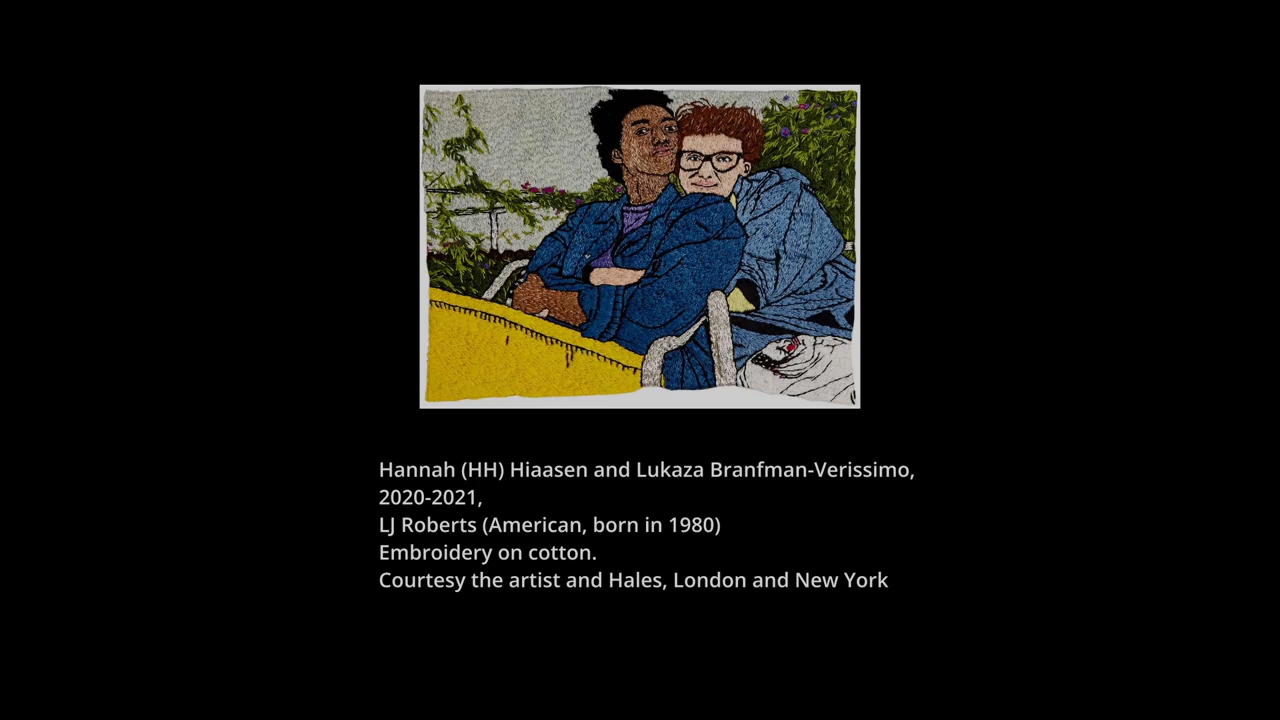 Hannah (HH) Hiaasen and Lukaza Branfman-Verissimo,
2020-2021,
LJ Roberts (American, born in 1980)
Embroidery on cotton.
Courtesy the artist and Hales, London and New York